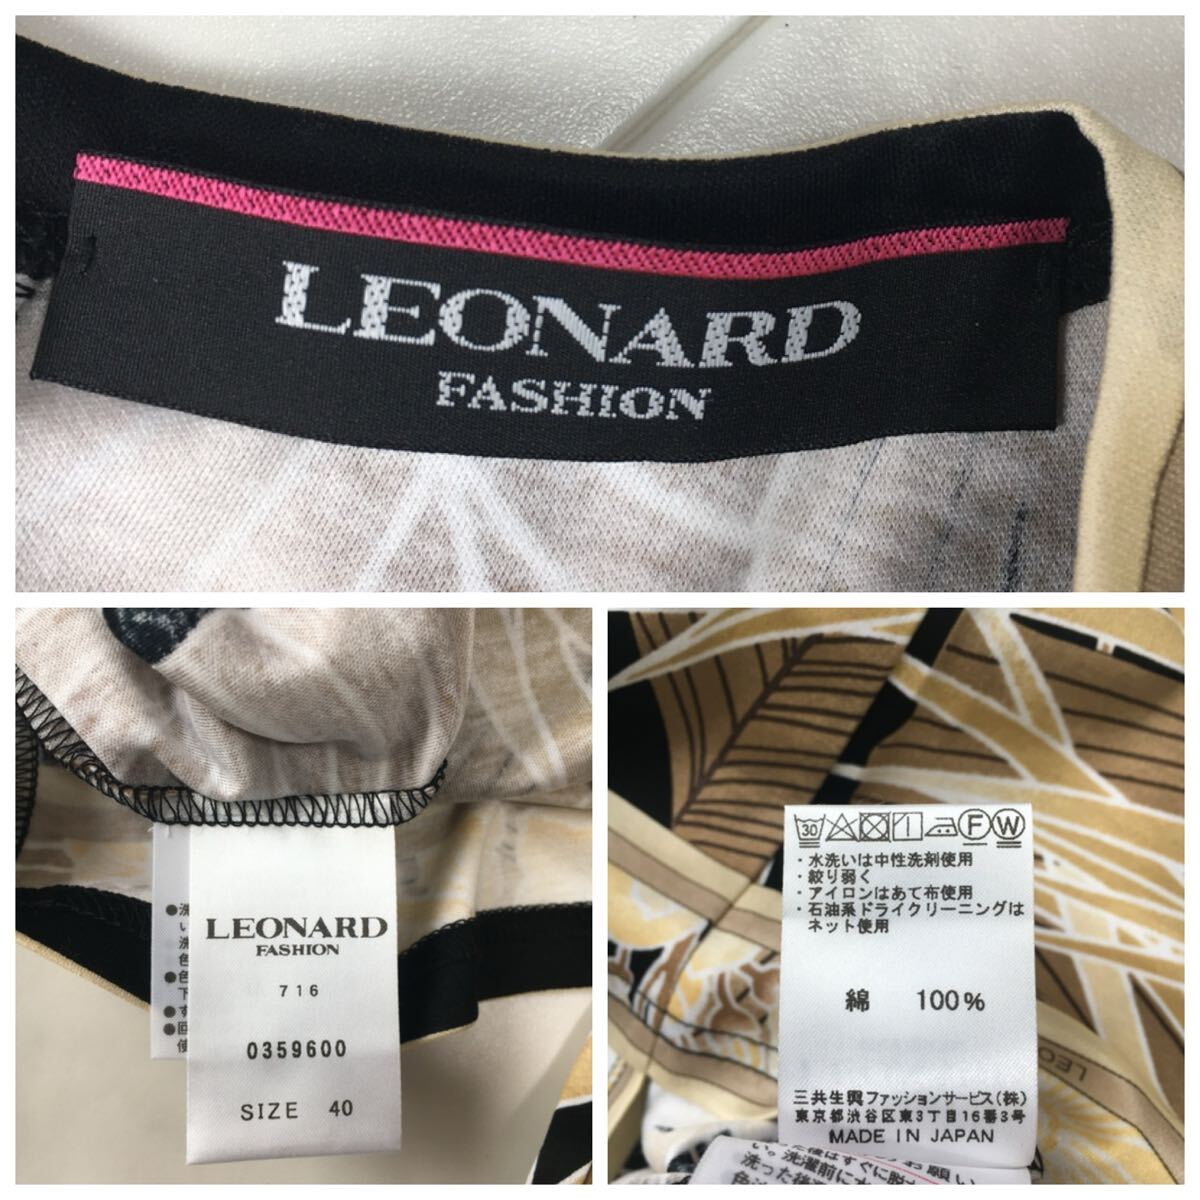 LEONARD
FASHION
LEONARD
FASHION
716
0359600
SIZE 40
30 F W
・水洗いは中性洗剤使用
・絞り弱く
・アイロンはあて布使用
・石油系ドライクリーニングは
ネット使用
綿 100%
三共生興ファッションサービス(株)
東京都渋谷区東3丁目16番3号
MADE IN JAPAN
LEO